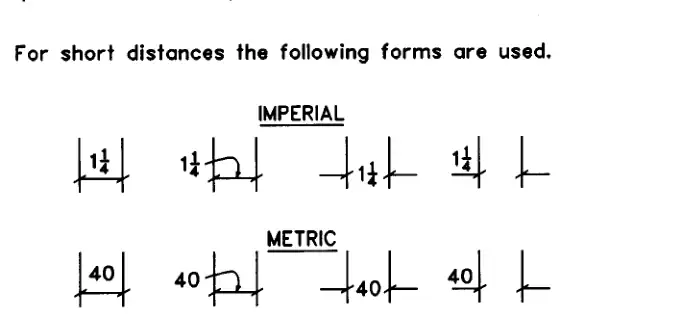 For short distances the following forms are used.
IMPERIAL
1¼ 1¼ 1¼ 1¼
METRIC
40 40 40 40